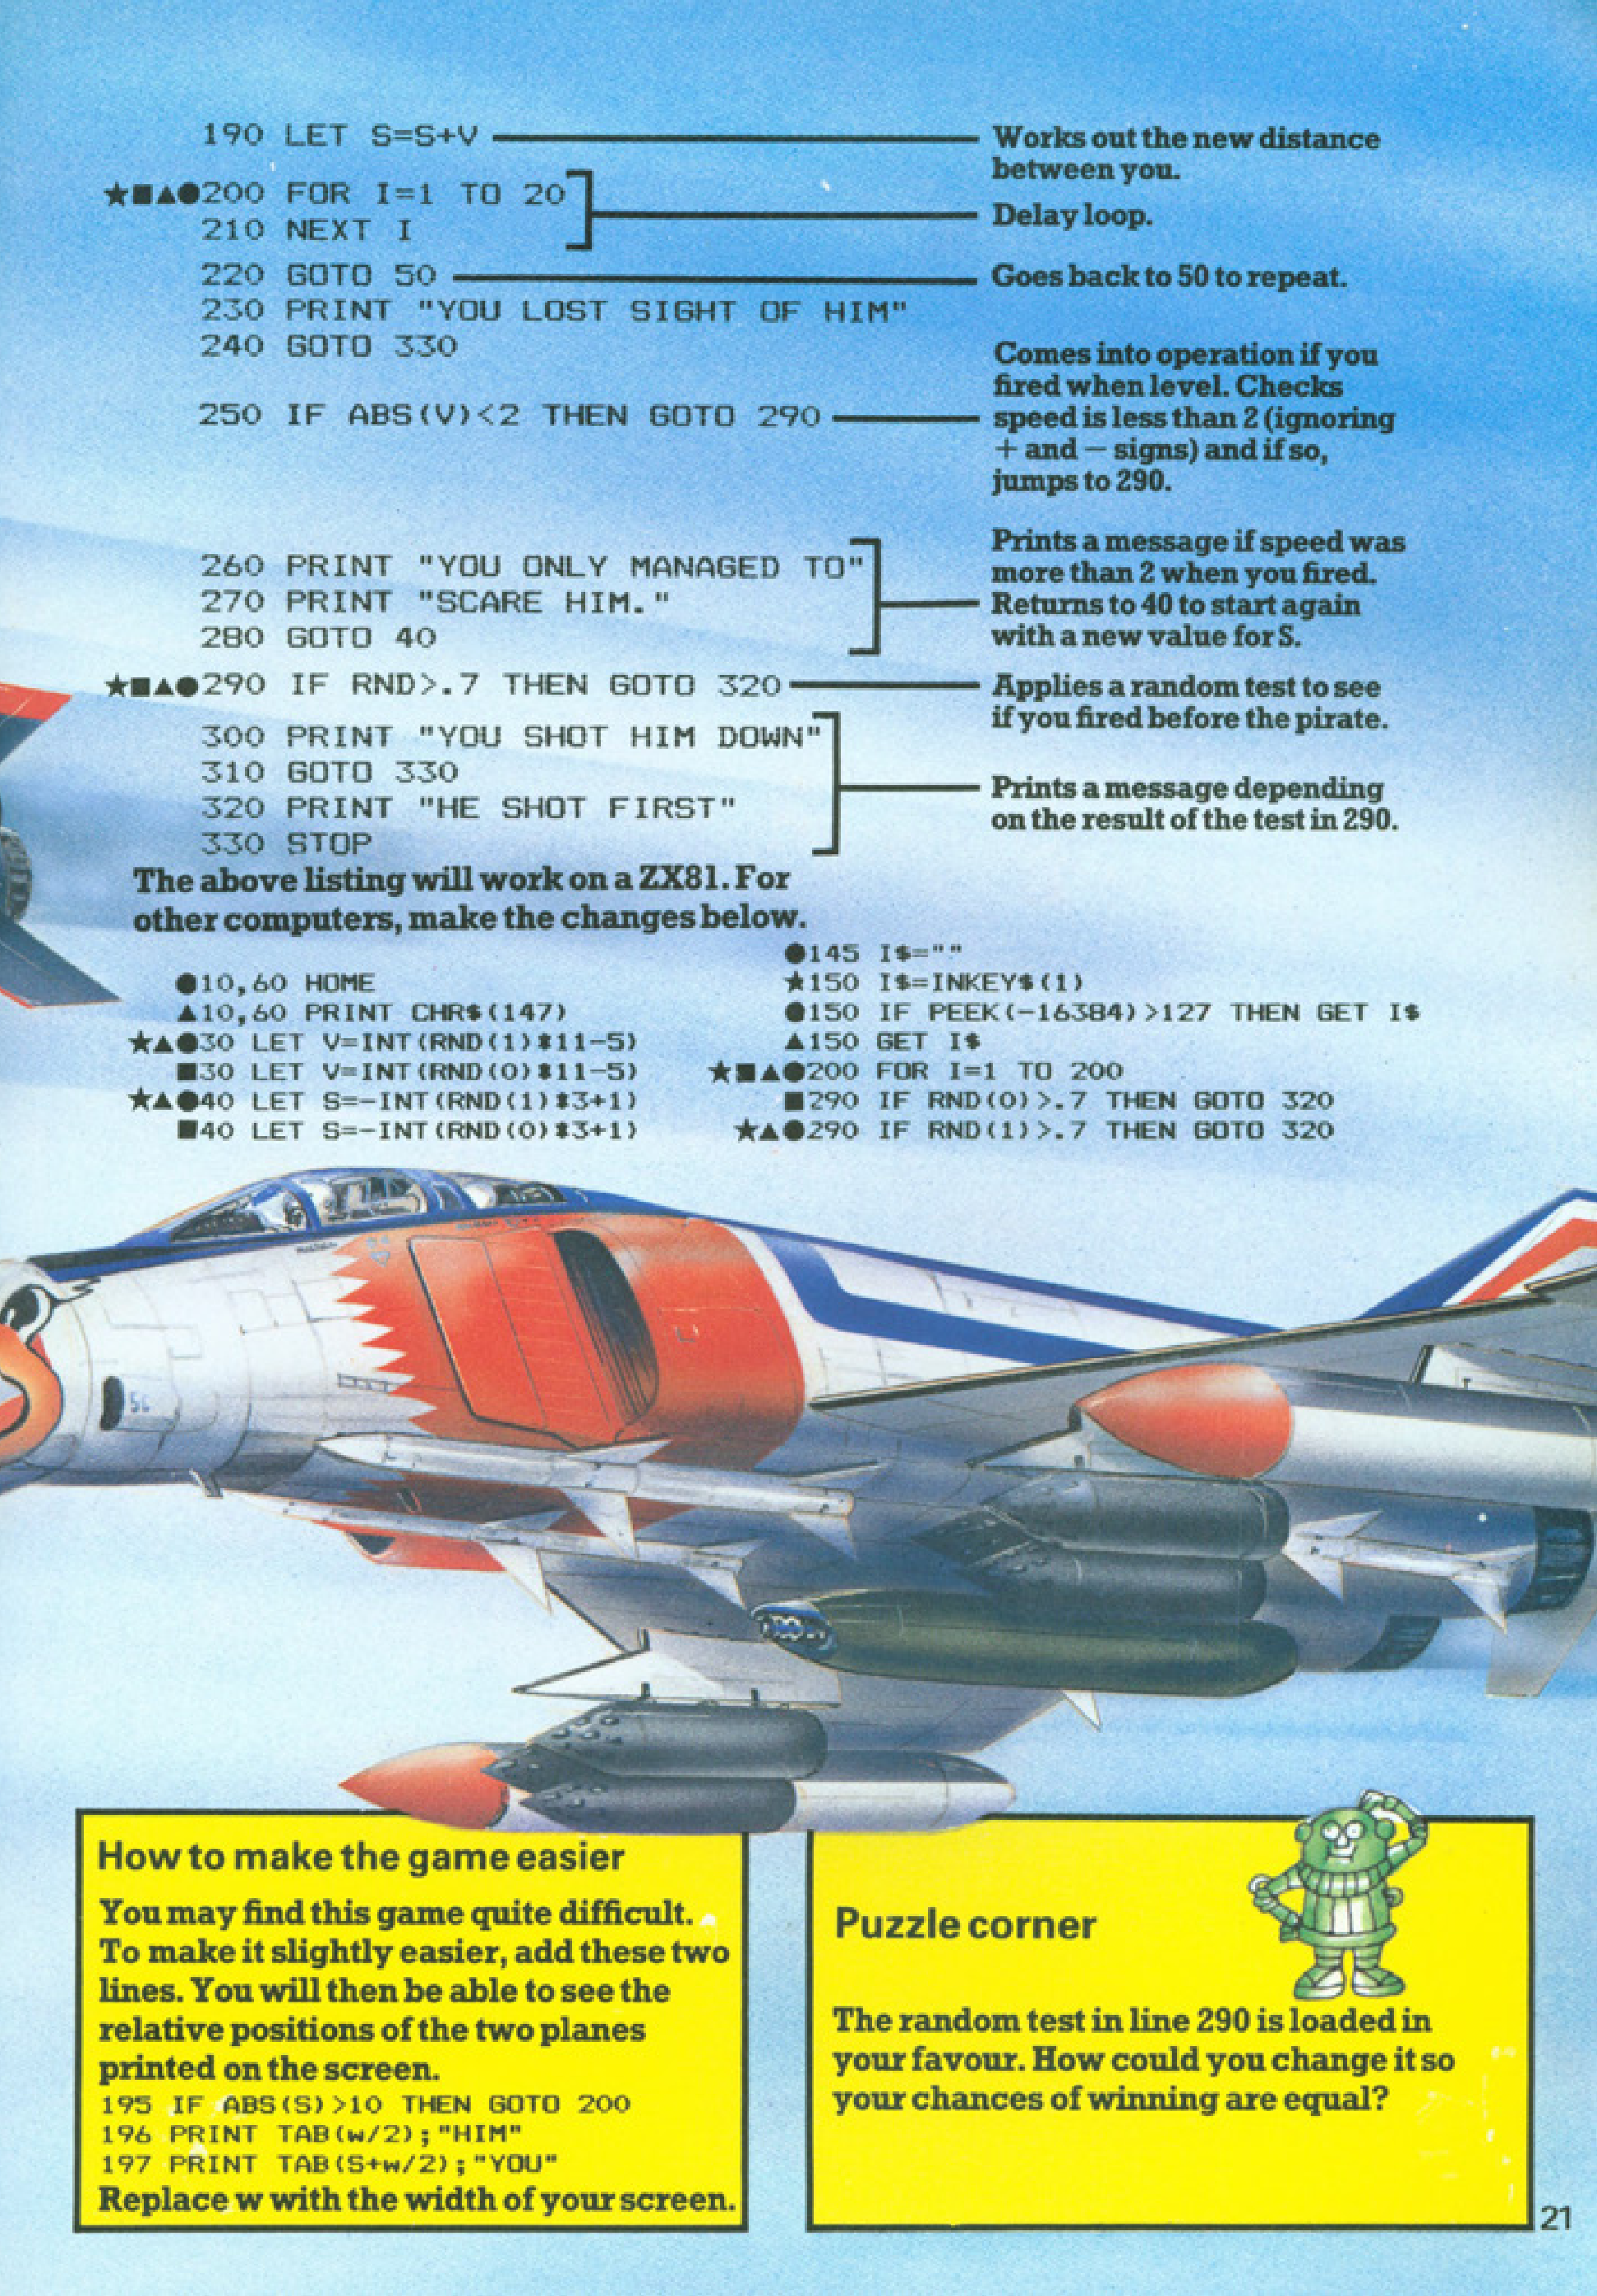 190 LET S=S+V
Works out the new distance
between you.
★■▲●200 FOR I=1 TO 20
210 NEXT I
Delay loop.
220 GOTO 50
Goes back to 50 to repeat.
230 PRINT "YOU LOST SIGHT OF HIM"
240 GOTO 330
250 IF ABS(V)<2 THEN GOTO 290
Comes into operation if you
fired when level. Checks
speed is less than 2 (ignoring
+ and − signs) and if so,
jumps to 290.
260 PRINT "YOU ONLY MANAGED TO"
270 PRINT "SCARE HIM."
280 GOTO 40
Prints a message if speed was
more than 2 when you fired.
Returns to 40 to start again
with a new value for S.
★■▲●290 IF RND>.7 THEN GOTO 320
Applies a random test to see
if you fired before the pirate.
300 PRINT "YOU SHOT HIM DOWN"
310 GOTO 330
320 PRINT "HE SHOT FIRST"
330 STOP
Prints a message depending
on the result of the test in 290.
The above listing will work on a ZX81. For
other computers, make the changes below.
●10,60 HOME
▲10,60 PRINT CHR$(147)
★▲●30 LET V=INT(RND(1)*11-5)
■30 LET V=INT(RND(0)*11-5)
★▲●40 LET S=-INT(RND(1)*3+1)
■40 LET S=-INT(RND(0)*3+1)
●145 I$=""
★150 I$=INKEY$(1)
●150 IF PEEK(-16384)>127 THEN GET I$
▲150 GET I$
★■▲●200 FOR I=1 TO 200
■290 IF RND(0)>.7 THEN GOTO 320
★▲●290 IF RND(1)>.7 THEN GOTO 320
56
How to make the game easier
You may find this game quite difficult.
To make it slightly easier, add these two
lines. You will then be able to see the
relative positions of the two planes
printed on the screen.
195 IF ABS(S)>10 THEN GOTO 200
196 PRINT TAB(w/2);"HIM"
197 PRINT TAB(S+w/2);"YOU"
Replace w with the width of your screen.
Puzzle corner
The random test in line 290 is loaded in
your favour. How could you change it so
your chances of winning are equal?
21